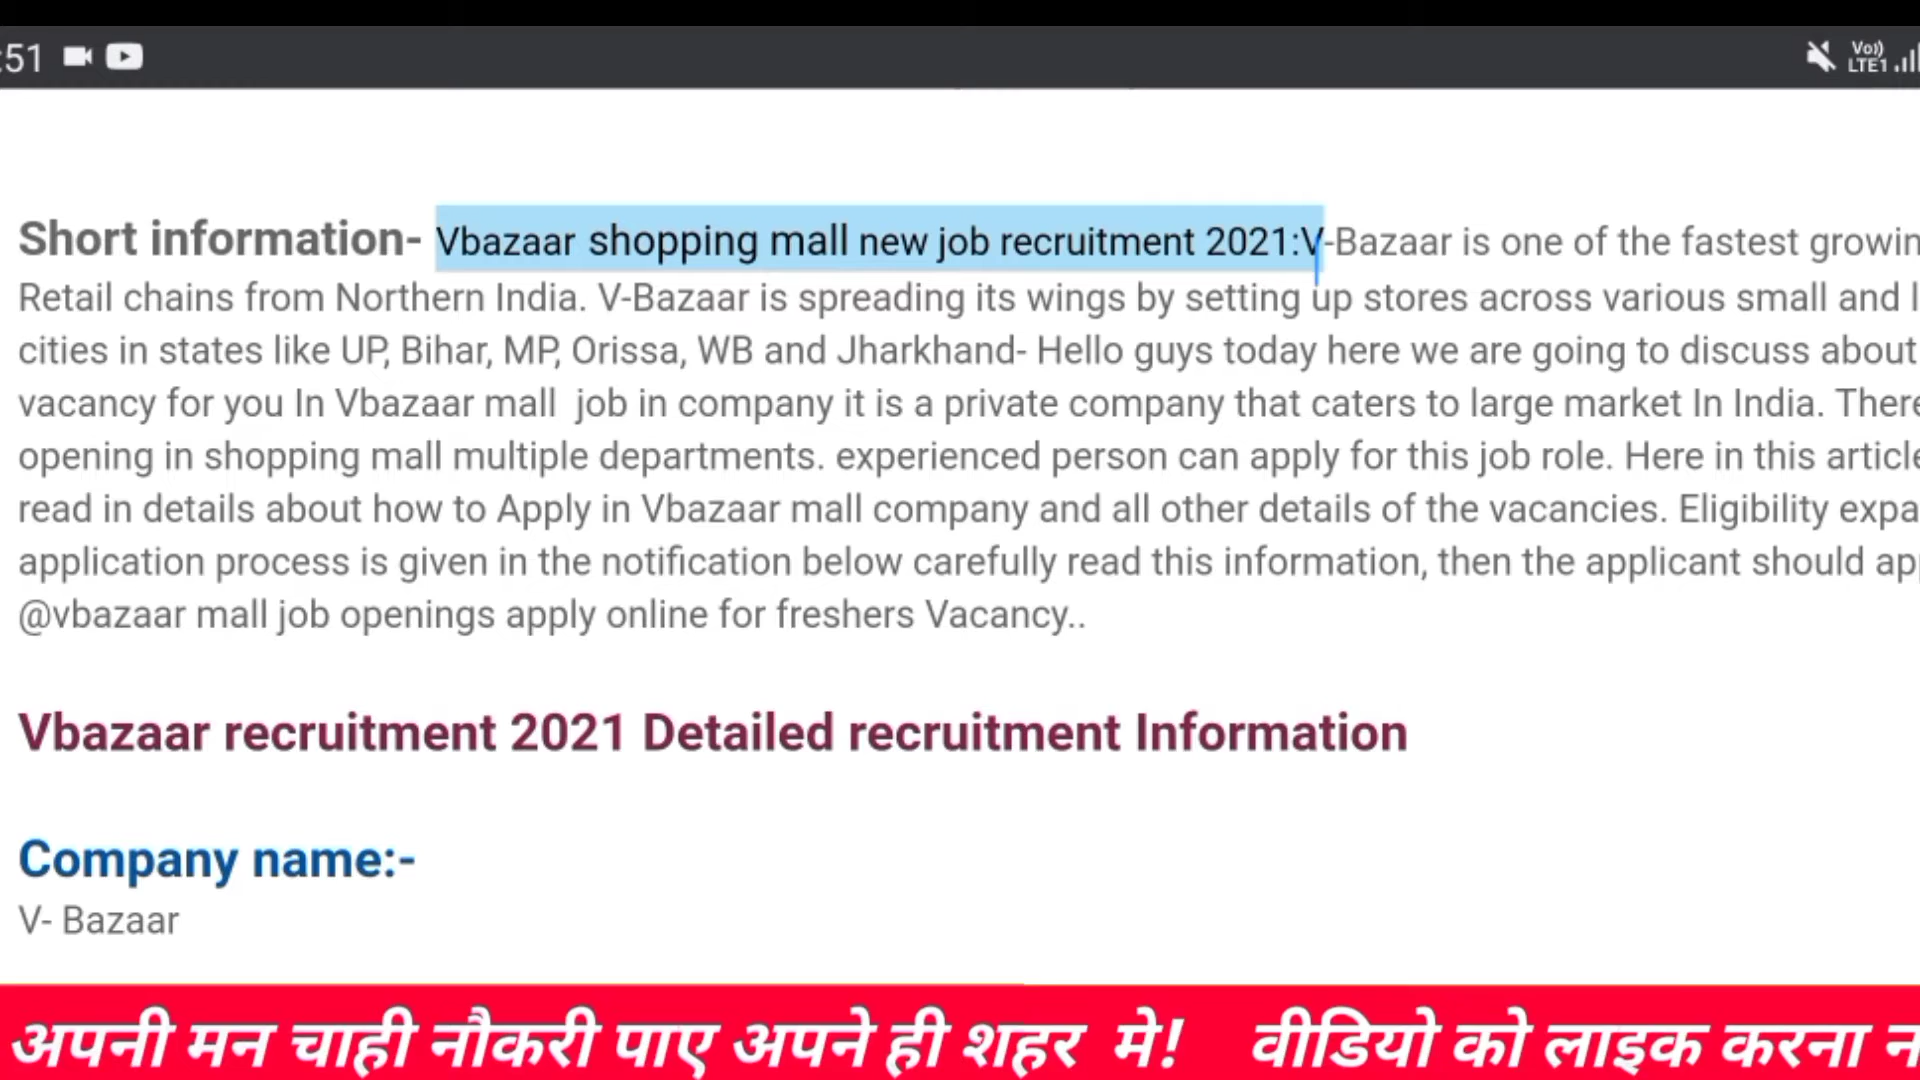 :51
Vo)) LTE1
Short information- Vbazaar shopping mall new job recruitment 2021:V-Bazaar is one of the fastest growin
Retail chains from Northern India. V-Bazaar is spreading its wings by setting up stores across various small and l
cities in states like UP, Bihar, MP, Orissa, WB and Jharkhand- Hello guys today here we are going to discuss about
vacancy for you In Vbazaar mall job in company it is a private company that caters to large market In India. There
opening in shopping mall multiple departments. experienced person can apply for this job role. Here in this article
read in details about how to Apply in Vbazaar mall company and all other details of the vacancies. Eligibility expa
application process is given in the notification below carefully read this information, then the applicant should ap
@vbazaar mall job openings apply online for freshers Vacancy..
Vbazaar recruitment 2021 Detailed recruitment Information
Company name:-
V- Bazaar
अपनी मन चाही नौकरी पाए अपने ही शहर मे! वीडियो को लाइक करना न